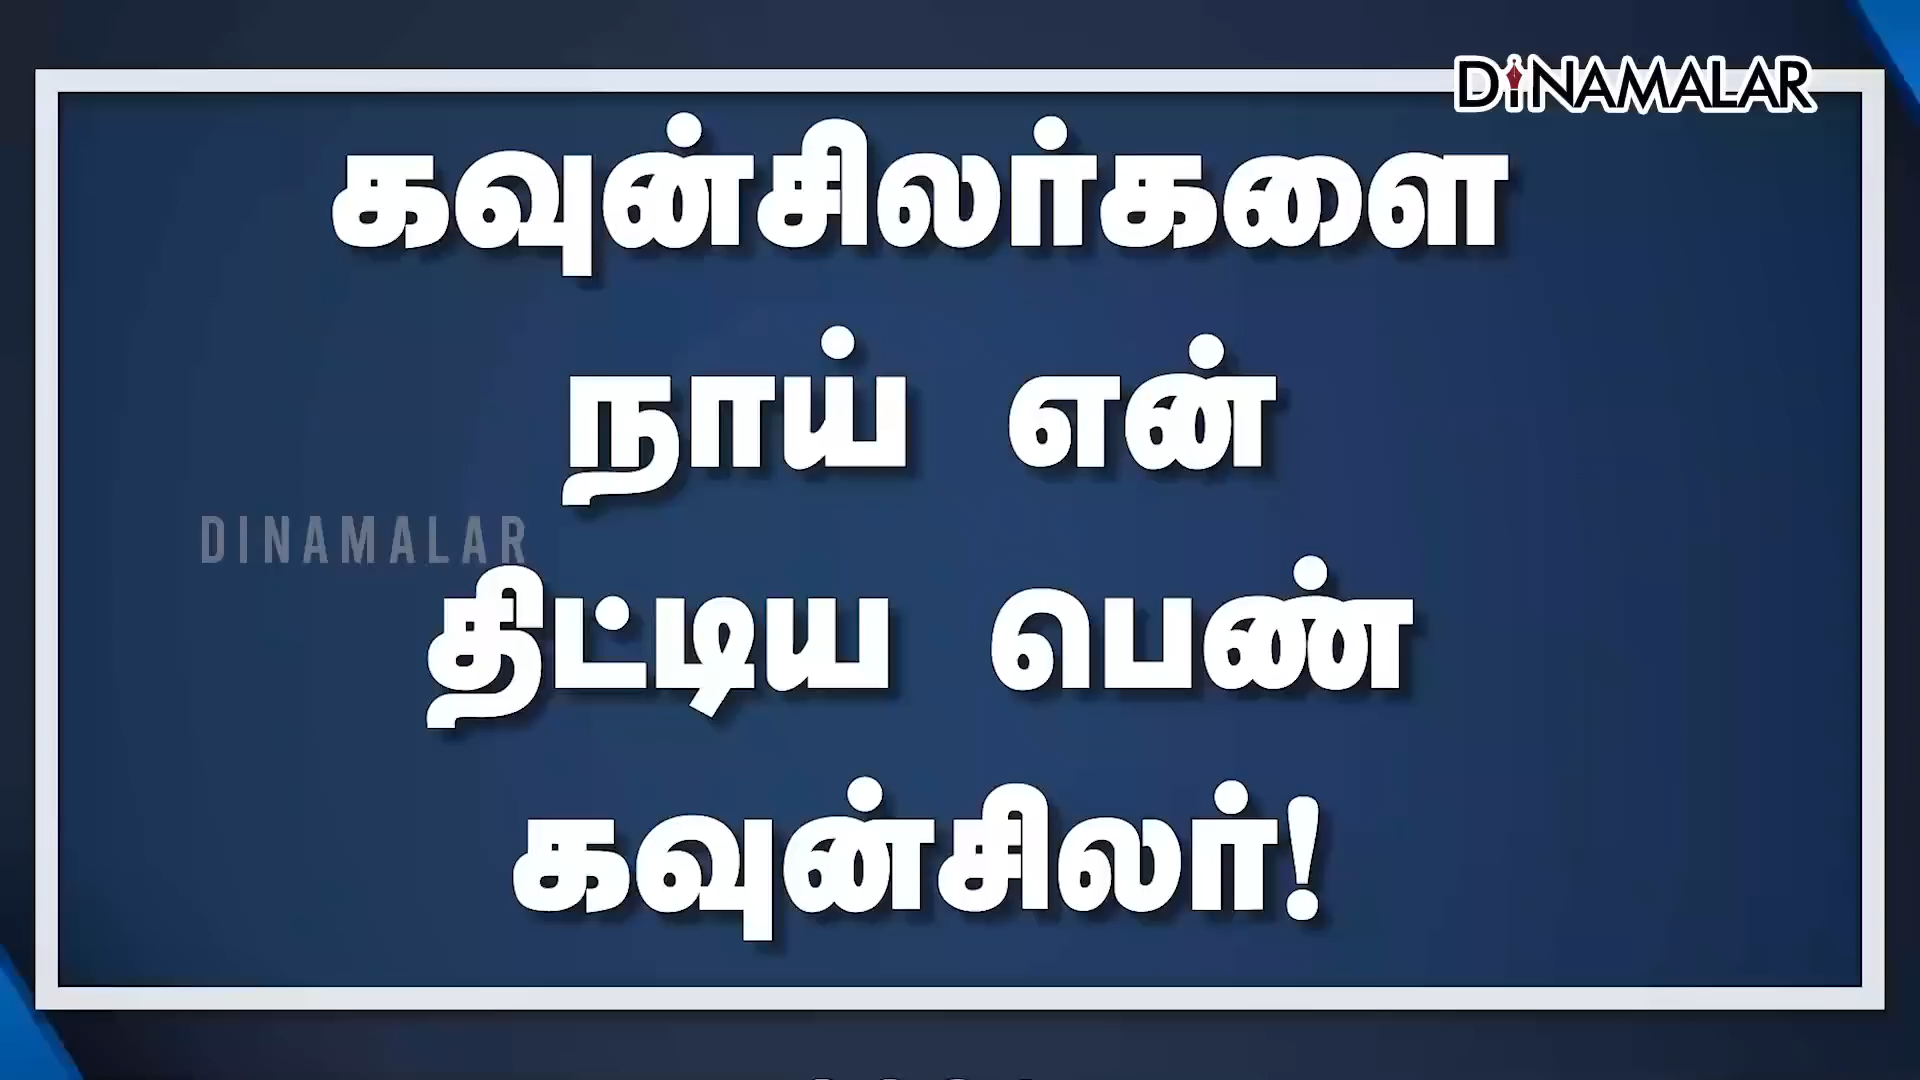 DINAMALAR
கவுன்சிலர்களை
நாய் என்
DINAMALAR
திட்டிய பெண்
கவுன்சிலர்!